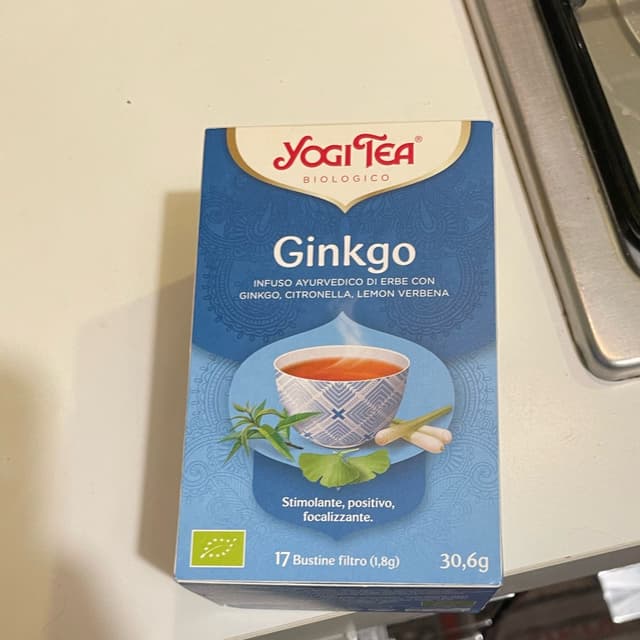 YOGI TEA®
BIOLOGICO
Ginkgo
INFUSO AYURVEDICO DI ERBE CON
GINKGO, CITRONELLA, LEMON VERBENA
Stimolante, positivo,
focalizzante.
17 Bustine filtro (1,8g) 30,6g